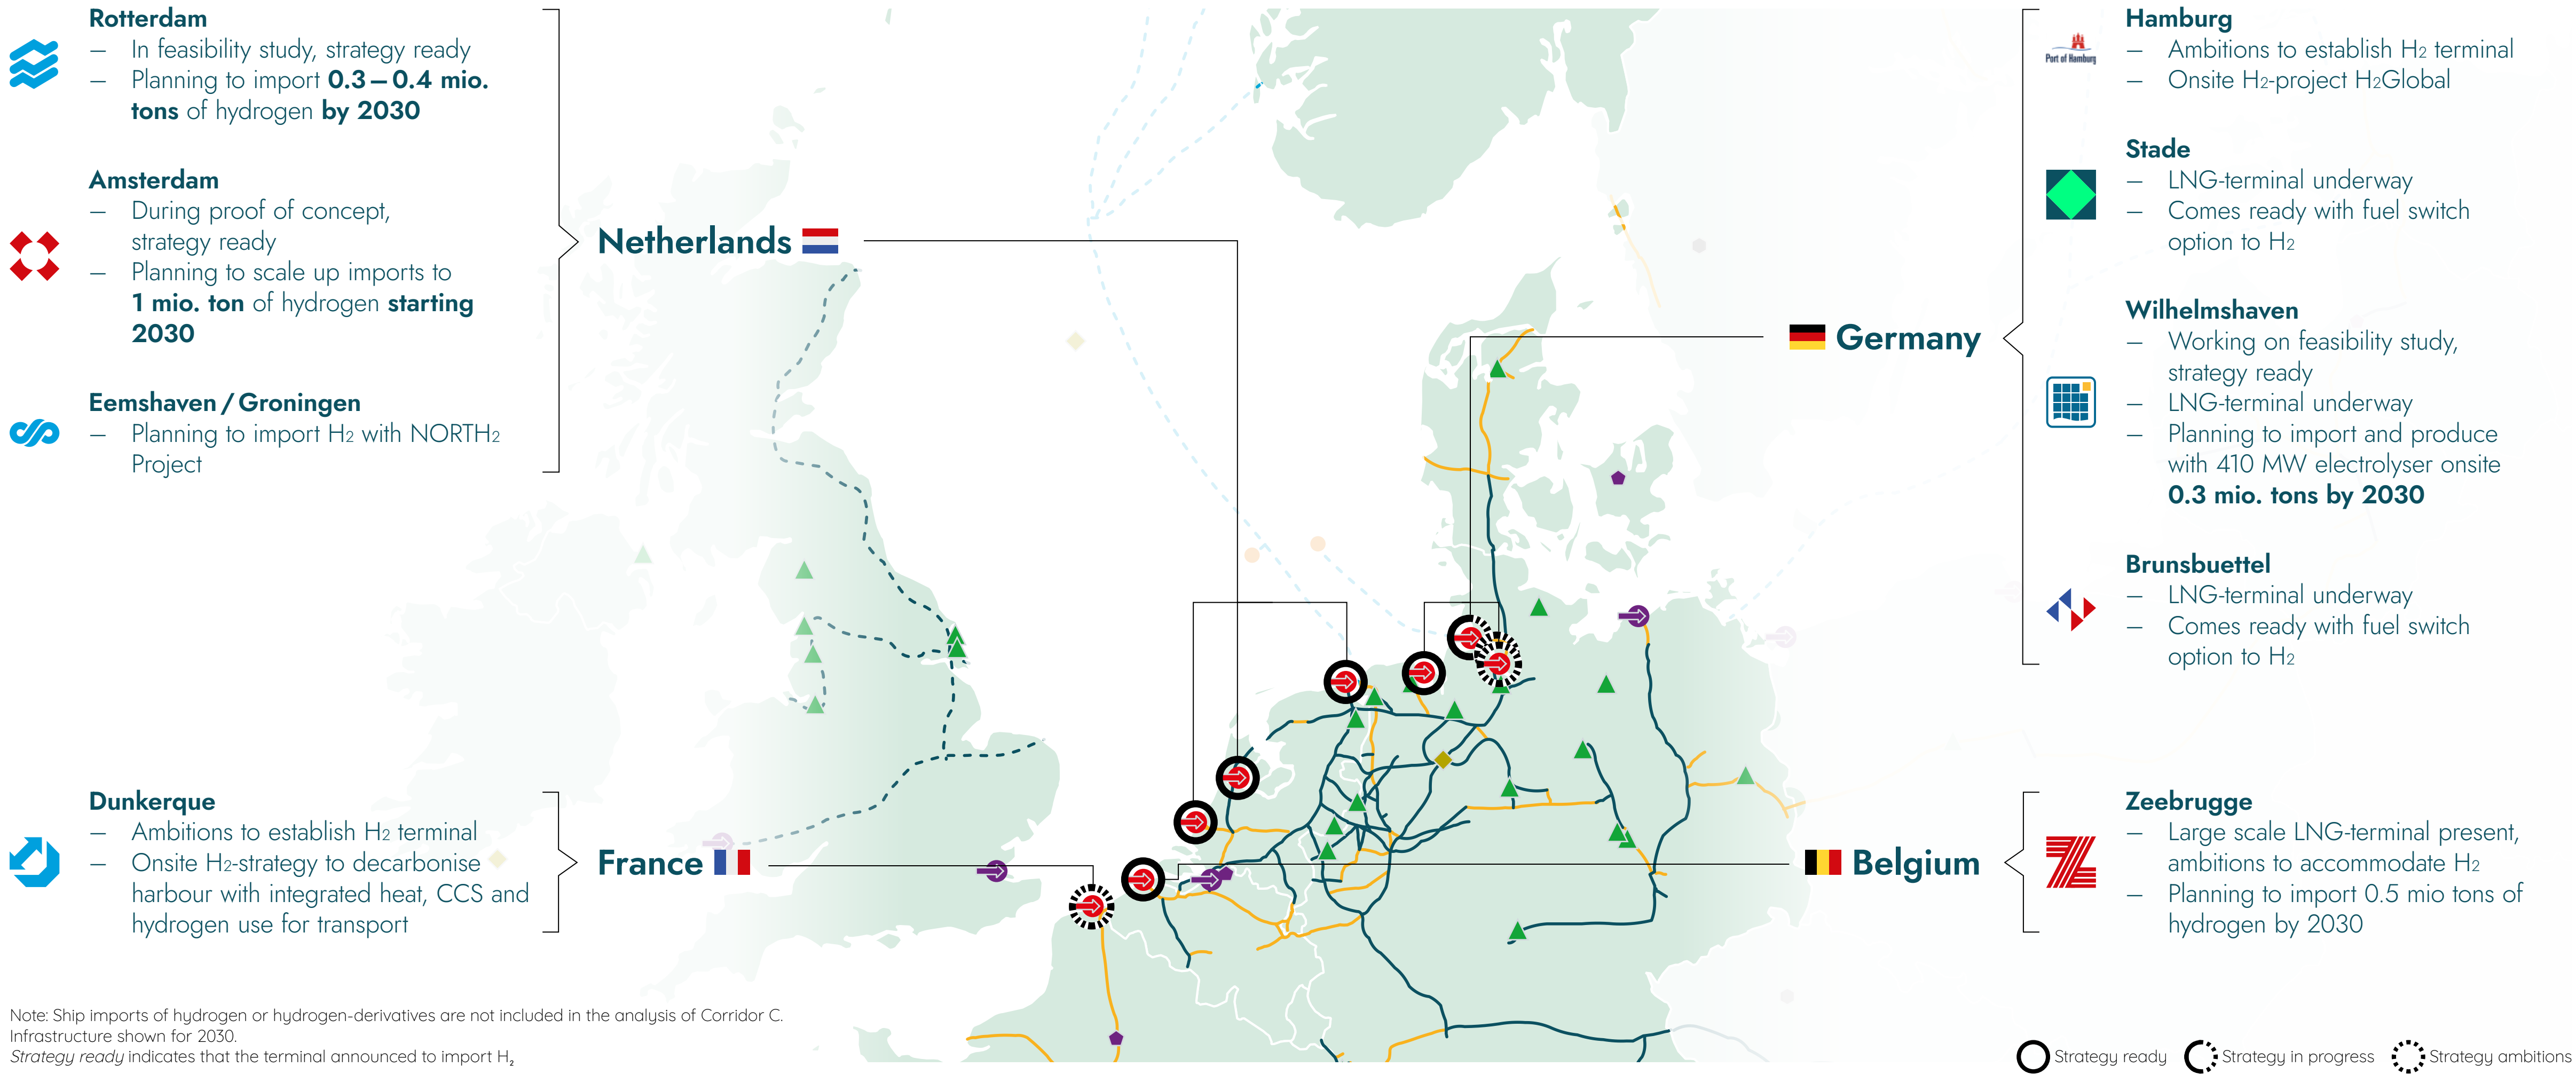 Rotterdam
— In feasibility study, strategy ready
— Planning to import 0.3 – 0.4 mio.
tons of hydrogen by 2030
Amsterdam
— During proof of concept,
strategy ready
— Planning to scale up imports to
1 mio. ton of hydrogen starting
2030
Eemshaven / Groningen
— Planning to import H2 with NORTH2
Project
Netherlands
Dunkerque
— Ambitions to establish H2 terminal
— Onsite H2-strategy to decarbonise
harbour with integrated heat, CCS and
hydrogen use for transport
France
Hamburg
Port of Hamburg
— Ambitions to establish H2 terminal
— Onsite H2-project H2Global
Stade
— LNG-terminal underway
— Comes ready with fuel switch
option to H2
Wilhelmshaven
— Working on feasibility study,
strategy ready
— LNG-terminal underway
— Planning to import and produce
with 410 MW electrolyser onsite
0.3 mio. tons by 2030
Brunsbuettel
— LNG-terminal underway
— Comes ready with fuel switch
option to H2
Germany
Zeebrugge
— Large scale LNG-terminal present,
ambitions to accommodate H2
— Planning to import 0.5 mio tons of
hydrogen by 2030
Belgium
Note: Ship imports of hydrogen or hydrogen-derivatives are not included in the analysis of Corridor C.
Infrastructure shown for 2030.
Strategy ready indicates that the terminal announced to import H₂
Strategy ready
Strategy in progress
Strategy ambitions